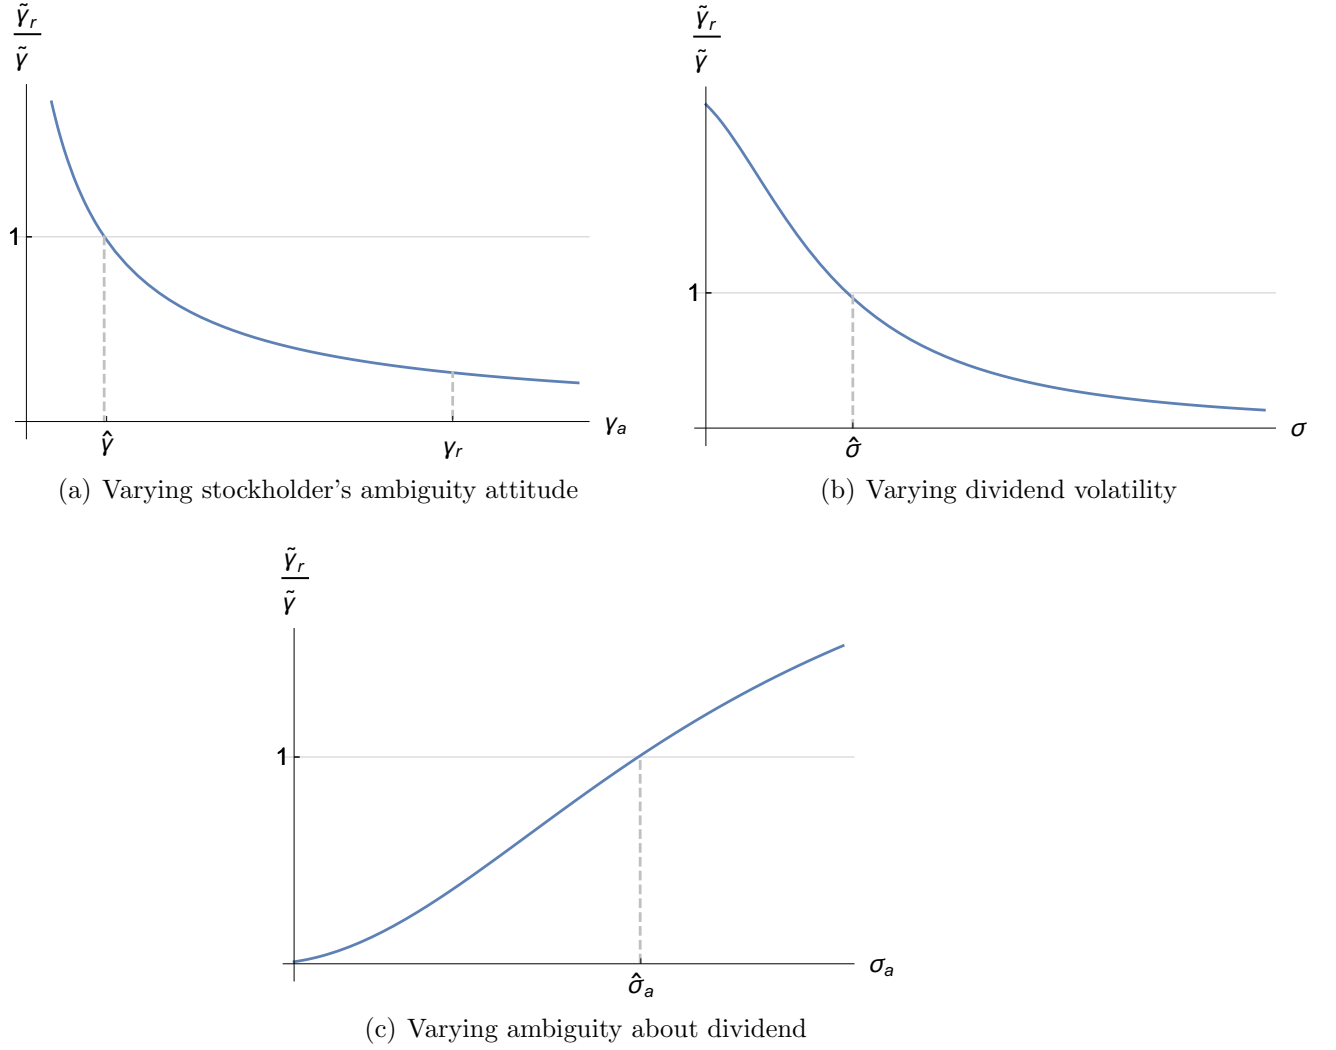 γ̃ᵣ
γ̃
1
γ̂
γᵣ
γₐ
(a) Varying stockholder's ambiguity attitude
γ̃ᵣ
γ̃
1
σ̂
σ
(b) Varying dividend volatility
γ̃ᵣ
γ̃
1
σ̂ₐ
σₐ
(c) Varying ambiguity about dividend